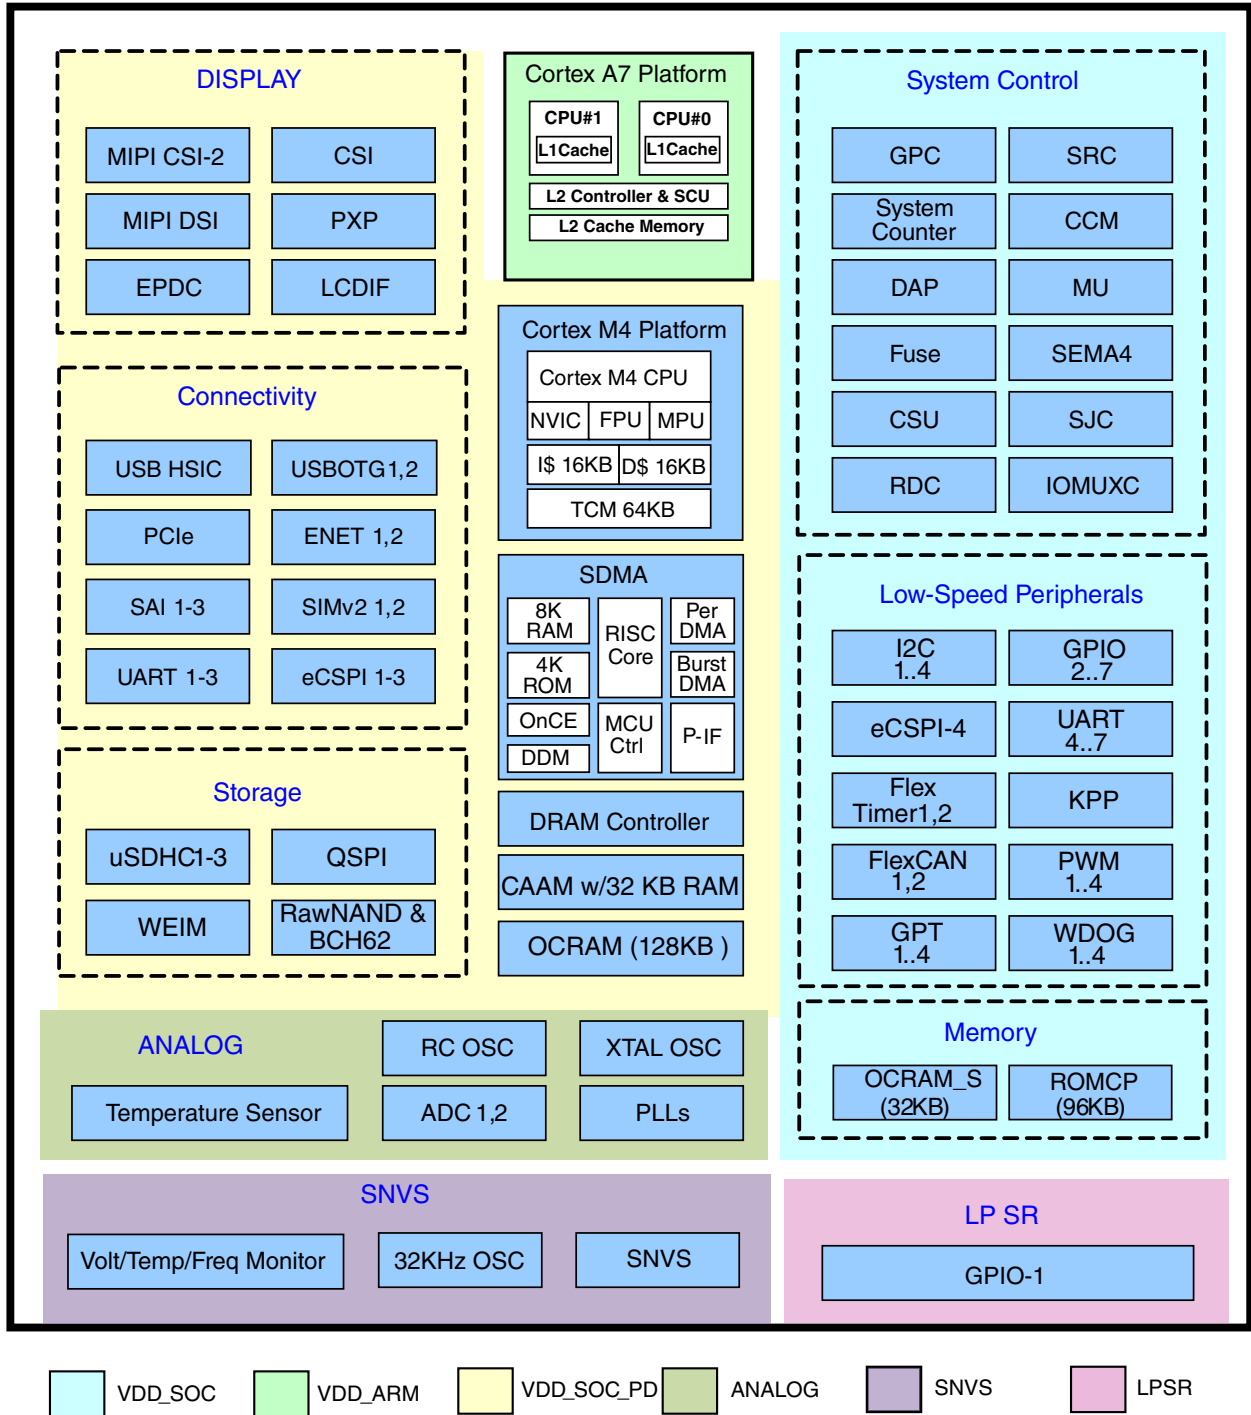 DISPLAY
MIPI CSI-2
CSI
MIPI DSI
PXP
EPDC
LCDIF
Connectivity
USB HSIC
USBOTG1,2
PCIe
ENET 1,2
SAI 1-3
SIMv2 1,2
UART 1-3
eCSPI 1-3
Storage
uSDHC1-3
QSPI
WEIM
RawNAND &
BCH62
Cortex A7 Platform
CPU#1
L1Cache
CPU#0
L1Cache
L2 Controller & SCU
L2 Cache Memory
Cortex M4 Platform
Cortex M4 CPU
NVIC
FPU
MPU
I$ 16KB
D$ 16KB
TCM 64KB
SDMA
8K
RAM
RISC
Core
Per
DMA
4K
ROM
Burst
DMA
OnCE
MCU
Ctrl
P-IF
DDM
DRAM Controller
CAAM w/32 KB RAM
OCRAM (128KB )
System Control
GPC
SRC
System
Counter
CCM
DAP
MU
Fuse
SEMA4
CSU
SJC
RDC
IOMUXC
Low-Speed Peripherals
I2C
1..4
GPIO
2..7
eCSPI-4
UART
4..7
Flex
Timer1,2
KPP
FlexCAN
1,2
PWM
1..4
GPT
1..4
WDOG
1..4
Memory
OCRAM_S
(32KB)
ROMCP
(96KB)
ANALOG
RC OSC
XTAL OSC
Temperature Sensor
ADC 1,2
PLLs
SNVS
Volt/Temp/Freq Monitor
32KHz OSC
SNVS
LP SR
GPIO-1
VDD_SOC
VDD_ARM
VDD_SOC_PD
ANALOG
SNVS
LPSR